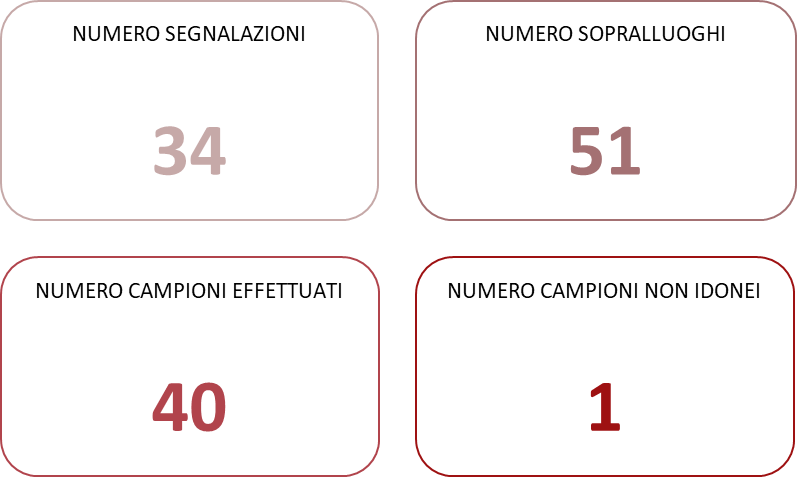 NUMERO SEGNALAZIONI
34
NUMERO SOPRALLUOGHI
51
NUMERO CAMPIONI EFFETTUATI
40
NUMERO CAMPIONI NON IDONEI
1